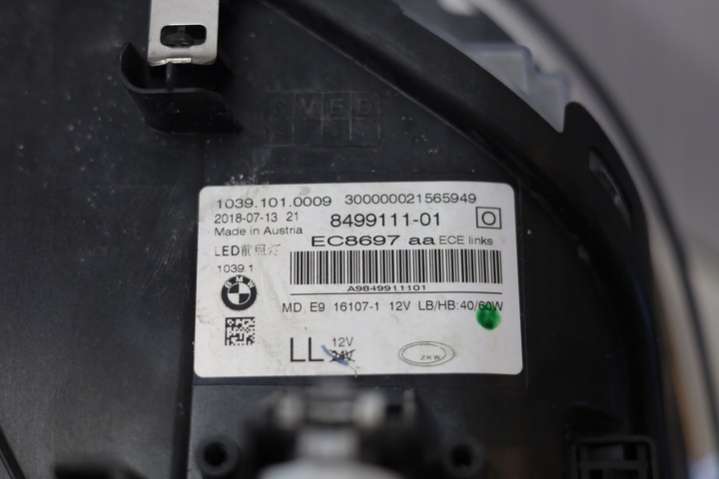 1039.101.0009 300000021565949
2018-07-13 21 8499111-01
Made in Austria
EC8697 aa ECE links
LED前照灯
1039.1
BMW
A9849911101
MD E9 16107-1 12V LB/HB:40/60W
LL 12V
24V
ZKW